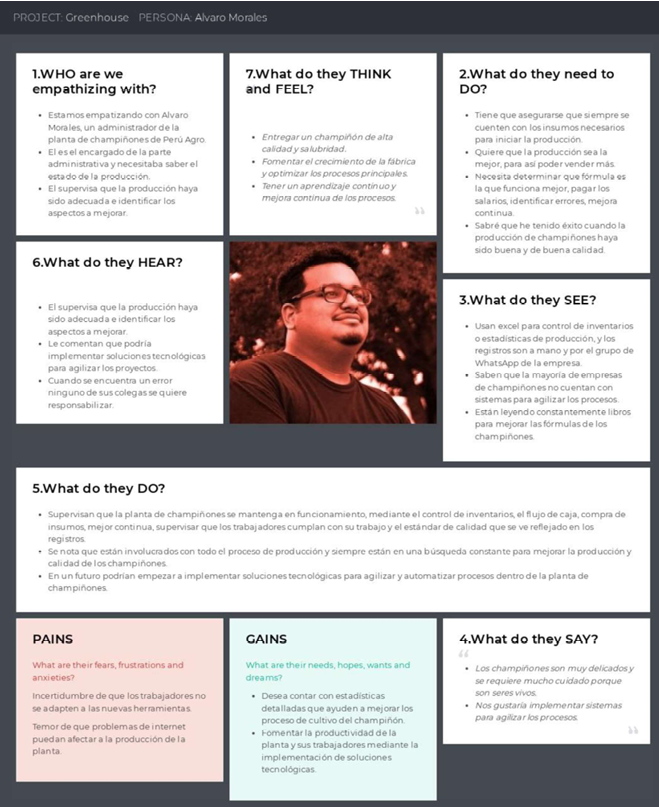 PROJECT: Greenhouse PERSONA: Alvaro Morales
1.WHO are we
empathizing with?
Estamos empatizando con Alvaro
Morales, un administrador de la
planta de champiñones de Perú Agro.
El es el encargado de la parte
administrativa y necesitaba saber el
estado de la producción.
El supervisa que la producción haya
sido adecuada e identificar los
aspectos a mejorar.
7.What do they THINK
and FEEL?
Entregar un champiñón de alta
calidad y salubridad.
Fomentar el crecimiento de la fábrica
y optimizar los procesos principales.
Tener un aprendizaje continuo y
mejora continua de los procesos.
2.What do they need to
DO?
Tiene que asegurarse que siempre se
cuenten con los insumos necesarios
para iniciar la producción.
Quiere que la producción sea la
mejor, para así poder vender más.
Necesita determinar que fórmula es
la que funciona mejor, pagar los
salarios, identificar errores, mejora
continua.
Sabré que he tenido éxito cuando la
producción de champiñones haya
sido buena y de buena calidad.
6.What do they HEAR?
El supervisa que la producción haya
sido adecuada e identificar los
aspectos a mejorar.
Le comentan que podría
implementar soluciones tecnológicas
para agilizar los proyectos.
Cuando se encuentra un error
ninguno de sus colegas se quiere
responsabilizar.
3.What do they SEE?
Usan excel para control de inventarios
o estadísticas de producción, y los
registros son a mano y por el grupo de
WhatsApp de la empresa.
Saben que la mayoría de empresas
de champiñones no cuentan con
sistemas para agilizar los procesos.
Están leyendo constantemente libros
para mejorar las fórmulas de los
champiñones.
5.What do they DO?
Supervisan que la planta de champiñones se mantenga en funcionamiento, mediante el control de inventarios, el flujo de caja, compra de
insumos, mejor continua, supervisar que los trabajadores cumplan con su trabajo y el estándar de calidad que se ve reflejado en los
registros.
Se nota que están involucrados con todo el proceso de producción y siempre están en una búsqueda constante para mejorar la producción y
calidad de los champiñones.
En un futuro podrían empezar a implementar soluciones tecnológicas para agilizar y automatizar procesos dentro de la planta de
champiñones.
PAINS
What are their fears, frustrations and
anxieties?
Incertidumbre de que los trabajadores no
se adapten a las nuevas herramientas.
Temor de que problemas de internet
puedan afectar a la producción de la
planta.
GAINS
What are their needs, hopes, wants and
dreams?
Desea contar con estadísticas
detalladas que ayuden a mejorar los
proceso de cultivo del champiñón.
Fomentar la productividad de la
planta y sus trabajadores mediante la
implementación de soluciones
tecnológicas.
4.What do they SAY?
Los champiñones son muy delicados y
se requiere mucho cuidado porque
son seres vivos.
Nos gustaría implementar sistemas
para agilizar los procesos.